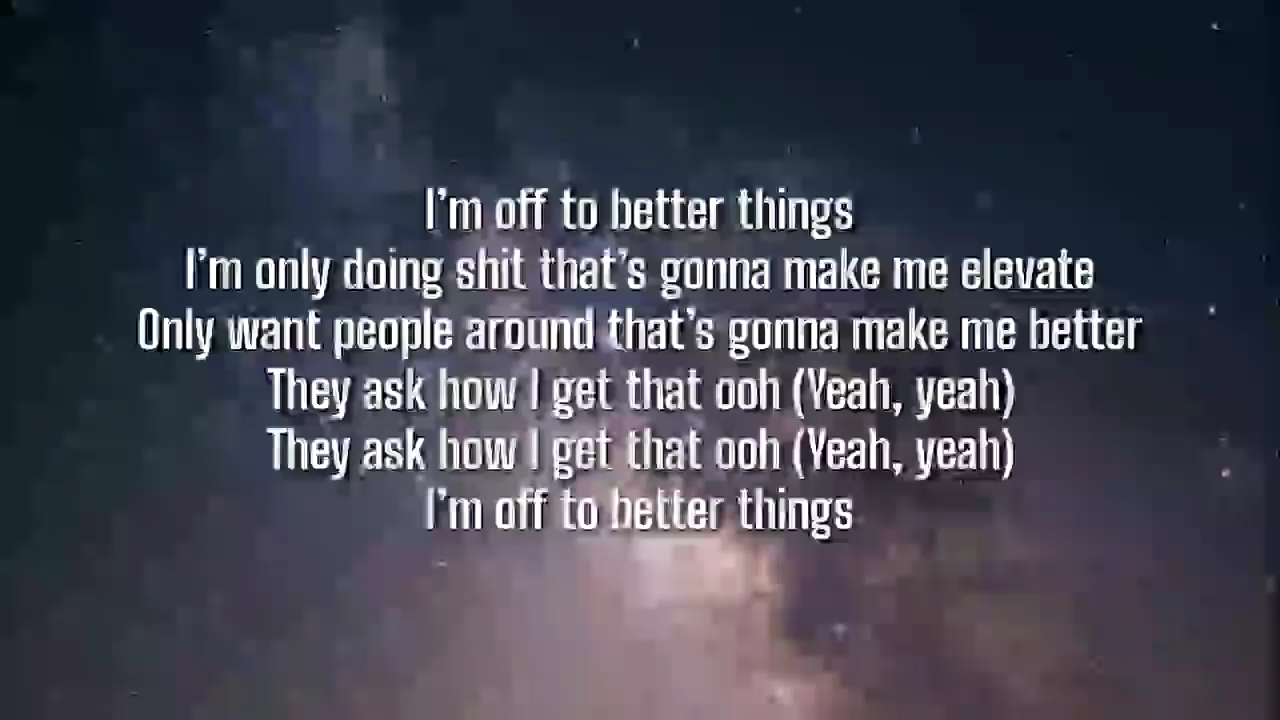 I'm off to better things
I'm only doing shit that's gonna make me elevate
Only want people around that's gonna make me better
They ask how I get that ooh (Yeah, yeah)
They ask how I get that ooh (Yeah, yeah)
I'm off to better things